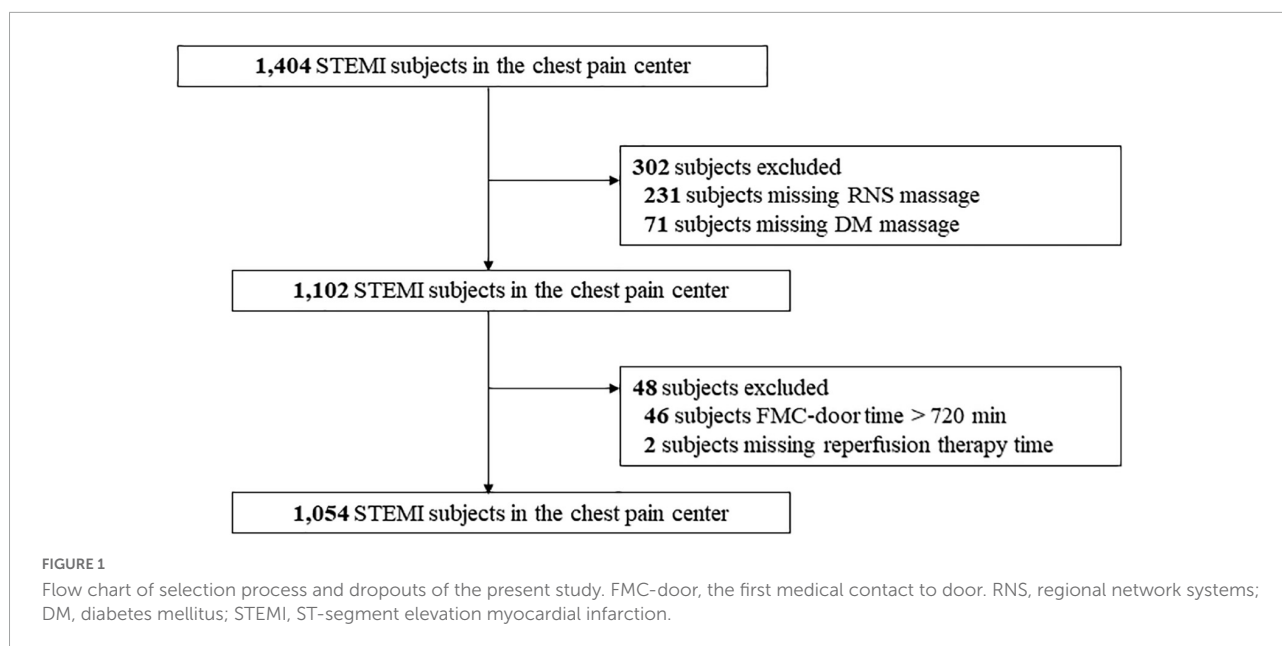 1,404 STEMI subjects in the chest pain center
302 subjects excluded
231 subjects missing RNS massage
71 subjects missing DM massage
1,102 STEMI subjects in the chest pain center
48 subjects excluded
46 subjects FMC-door time > 720 min
2 subjects missing reperfusion therapy time
1,054 STEMI subjects in the chest pain center
FIGURE 1
Flow chart of selection process and dropouts of the present study. FMC-door, the first medical contact to door. RNS, regional network systems;
DM, diabetes mellitus; STEMI, ST-segment elevation myocardial infarction.